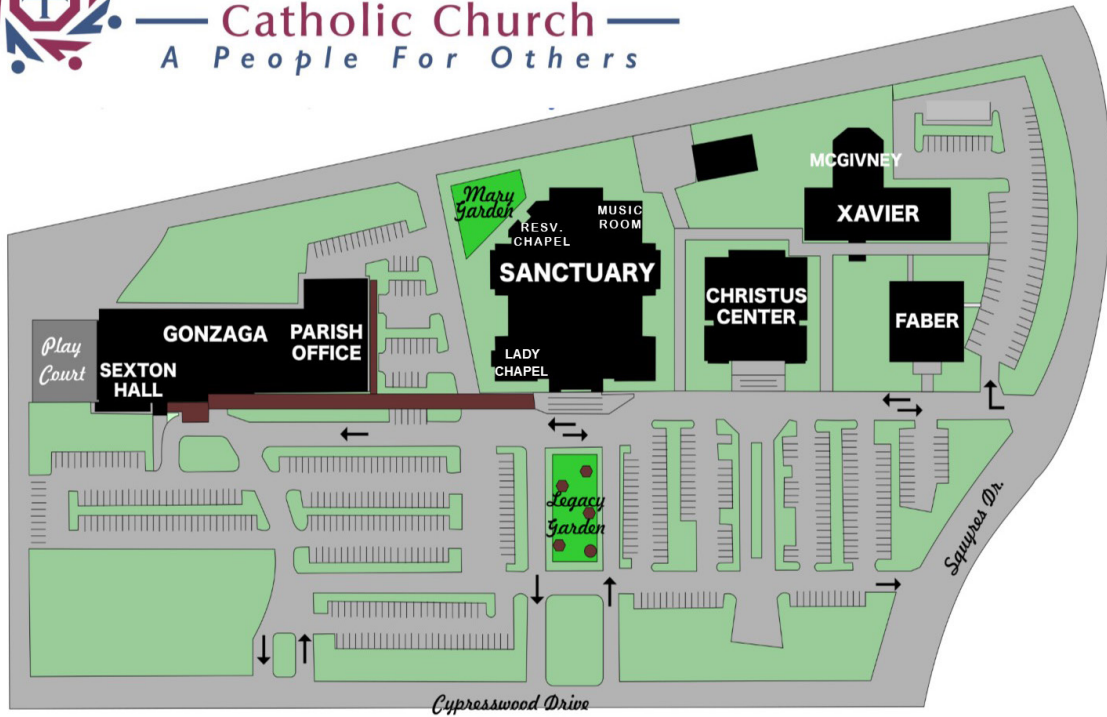 Catholic Church
A People For Others
Mary
Garden
RESV.
CHAPEL
MUSIC
ROOM
SANCTUARY
LADY
CHAPEL
MCGIVNEY
XAVIER
CHRISTUS
CENTER
FABER
Play
Court
GONZAGA
SEXTON
HALL
PARISH
OFFICE
Legacy
Garden
Squyres Dr.
Cypresswood Drive